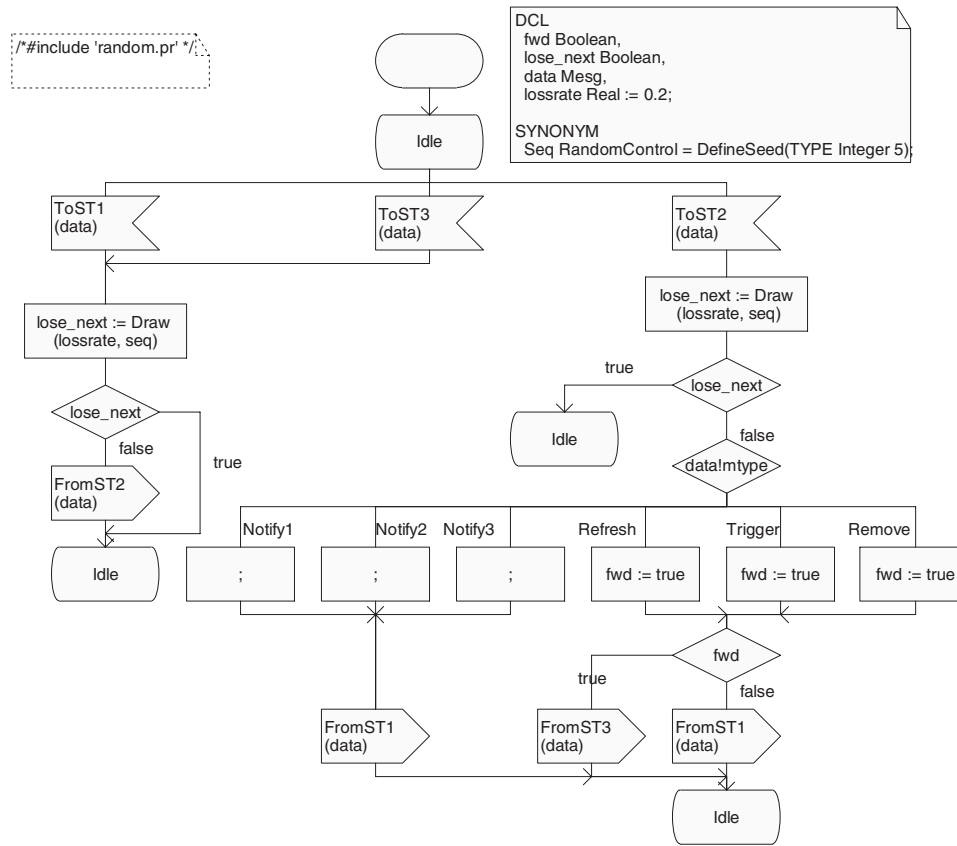 /*#include 'random.pr' */
DCL
fwd Boolean,
lose_next Boolean,
data Mesg,
lossrate Real := 0.2;
SYNONYM
Seq RandomControl = DefineSeed(TYPE Integer 5);
Idle
ToST1
(data)
ToST3
(data)
ToST2
(data)
lose_next := Draw
(lossrate, seq)
lose_next := Draw
(lossrate, seq)
true
lose_next
Idle
false
data!mtype
lose_next
false
true
FromST2
(data)
Idle
Notify1
Notify2
Notify3
Refresh
Trigger
Remove
;
;
;
fwd := true
fwd := true
fwd := true
fwd
true
false
FromST1
(data)
FromST3
(data)
FromST1
(data)
Idle